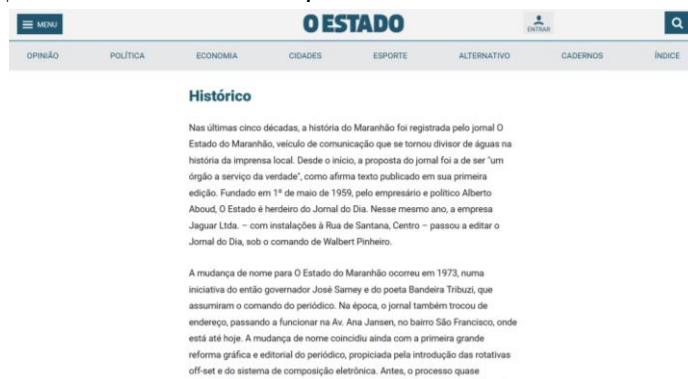 MENU
O ESTADO
ENTRAR
OPINIÃO POLÍTICA ECONOMIA CIDADES ESPORTE ALTERNATIVO CADERNOS ÍNDICE
Histórico
Nas últimas cinco décadas, a história do Maranhão foi registrada pelo jornal O
Estado do Maranhão, veículo de comunicação que se tornou divisor de águas na
história da imprensa local. Desde o início, a proposta do jornal foi a de ser "um
órgão a serviço da verdade", como afirma texto publicado em sua primeira
edição. Fundado em 1º de maio de 1959, pelo empresário e político Alberto
Aboud, O Estado é herdeiro do Jornal do Dia. Nesse mesmo ano, a empresa
Jaguar Ltda. – com instalações à Rua de Santana, Centro – passou a editar o
Jornal do Dia, sob o comando de Walbert Pinheiro.
A mudança de nome para O Estado do Maranhão ocorreu em 1973, numa
iniciativa do então governador José Sarney e do poeta Bandeira Tribuzi, que
assumiram o comando do periódico. Na época, o jornal também trocou de
endereço, passando a funcionar na Av. Ana Jansen, no bairro São Francisco, onde
está até hoje. A mudança de nome coincidiu ainda com a primeira grande
reforma gráfica e editorial do periódico, propiciada pela introdução das rotativas
off-set e do sistema de composição eletrônica. Antes, o processo quase